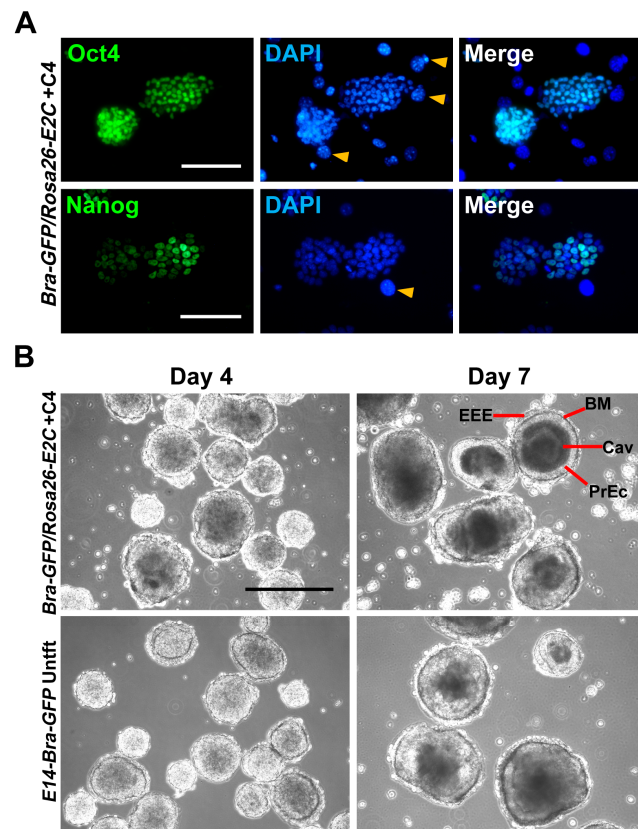 A
Bra-GFP/Rosa26-E2C +C4
Oct4
DAPI
Merge
Nanog
DAPI
Merge
B
Day 4
Day 7
Bra-GFP/Rosa26-E2C +C4
EEE
BM
Cav
PrEc
E14-Bra-GFP Untft